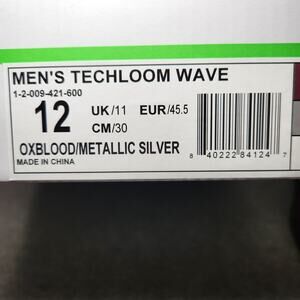 MEN'S TECHLOOM WAVE
1-2-009-421-600
12 UK/11 EUR/45.5
CM/30
OXBLOOD/METALLIC SILVER
MADE IN CHINA
8 40222 84124 7